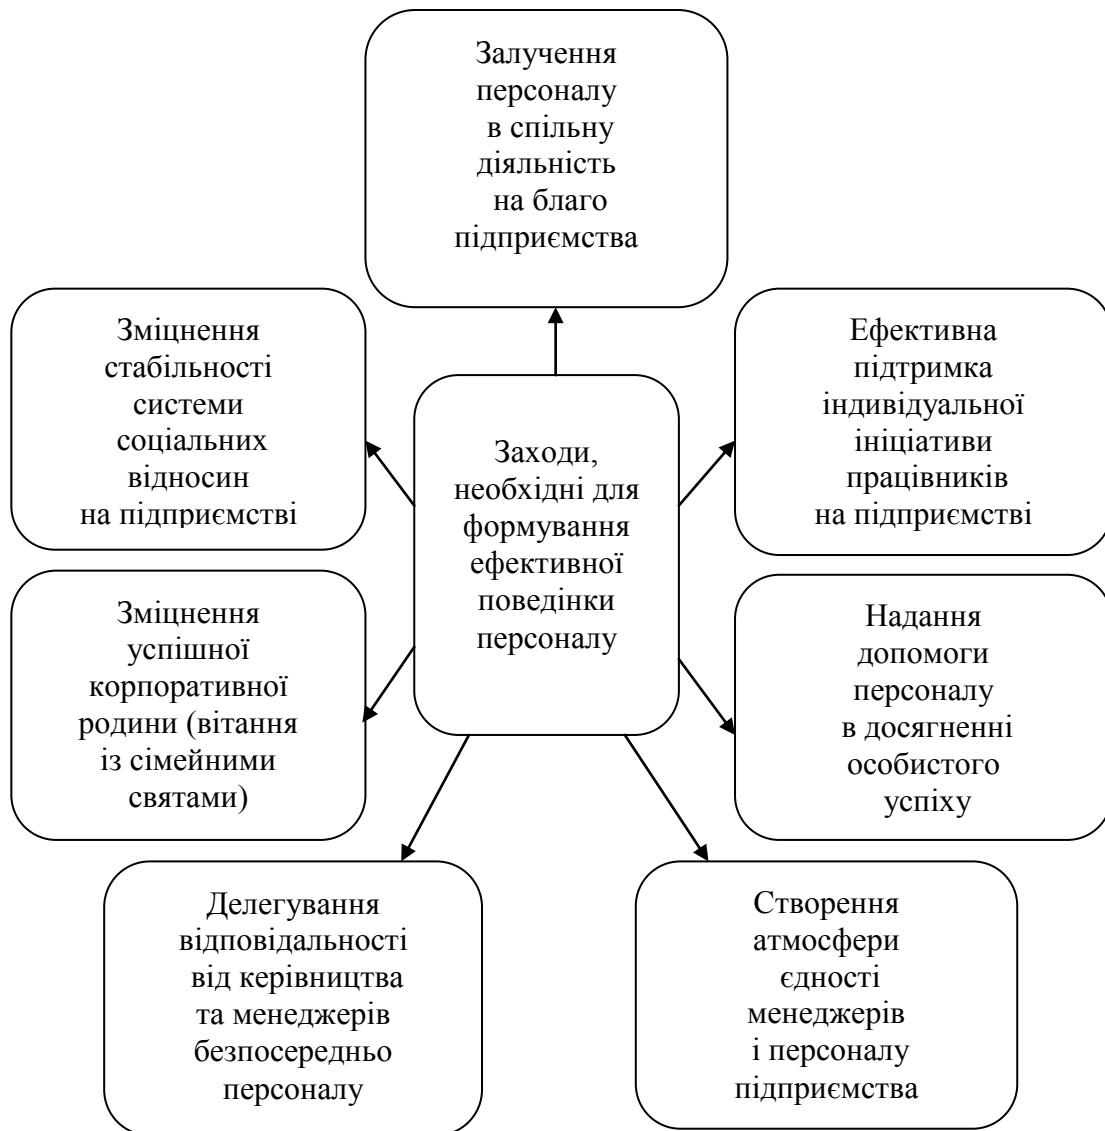 Залучення
персоналу
в спільну
діяльність
на благо
підприємства
Зміцнення
стабільності
системи
соціальних
відносин
на підприємстві
Ефективна
підтримка
індивідуальної
ініціативи
працівників
на підприємстві
Заходи,
необхідні для
формування
ефективної
поведінки
персоналу
Зміцнення
успішної
корпоративної
родини (вітання
із сімейними
святами)
Надання
допомоги
персоналу
в досягненні
особистого
успіху
Делегування
відповідальності
від керівництва
та менеджерів
безпосередньо
персоналу
Створення
атмосфери
єдності
менеджерів
і персоналу
підприємства